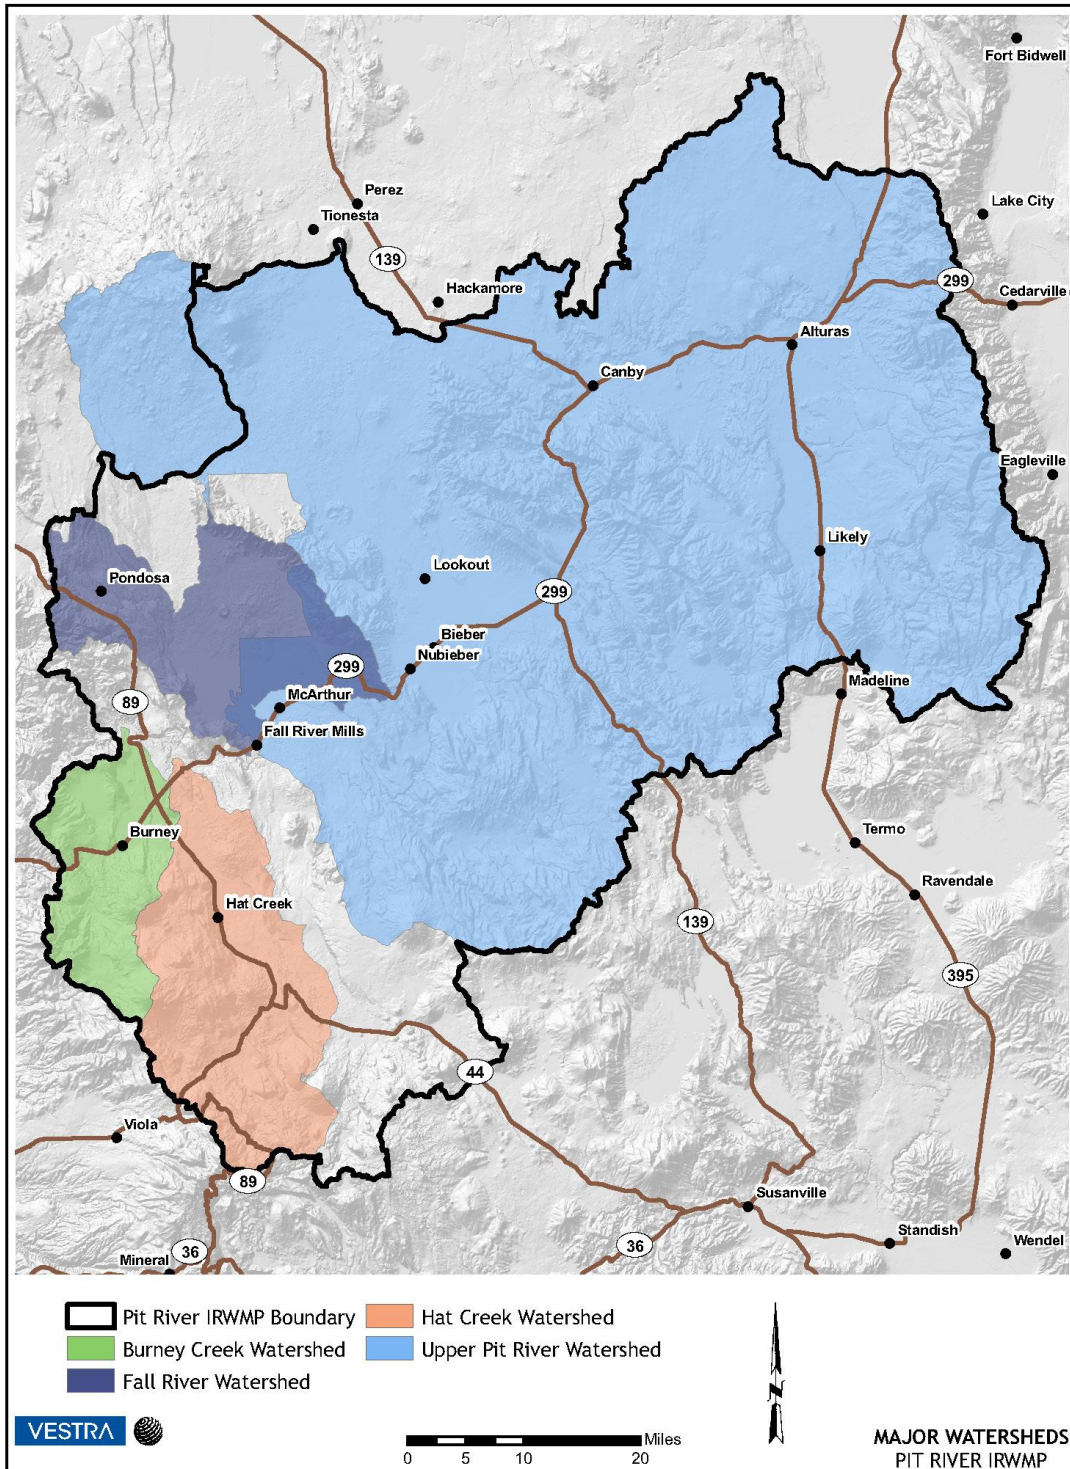 Fort Bidwell
Perez
Tionesta
Lake City
139
Hackamore
299
Cedarville
Alturas
Canby
Eagleville
Likely
Pondosa
Lookout
299
Bieber
Nubieber
299
89
McArthur
Madeline
Fall River Mills
Burney
Termo
Ravendale
Hat Creek
139
395
44
Viola
89
Susanville
Standish
36
Wendel
36
Mineral
Pit River IRWMP Boundary
Hat Creek Watershed
Burney Creek Watershed
Upper Pit River Watershed
Fall River Watershed
N
VESTRA
Miles
0 5 10 20
MAJOR WATERSHEDS
PIT RIVER IRWMP